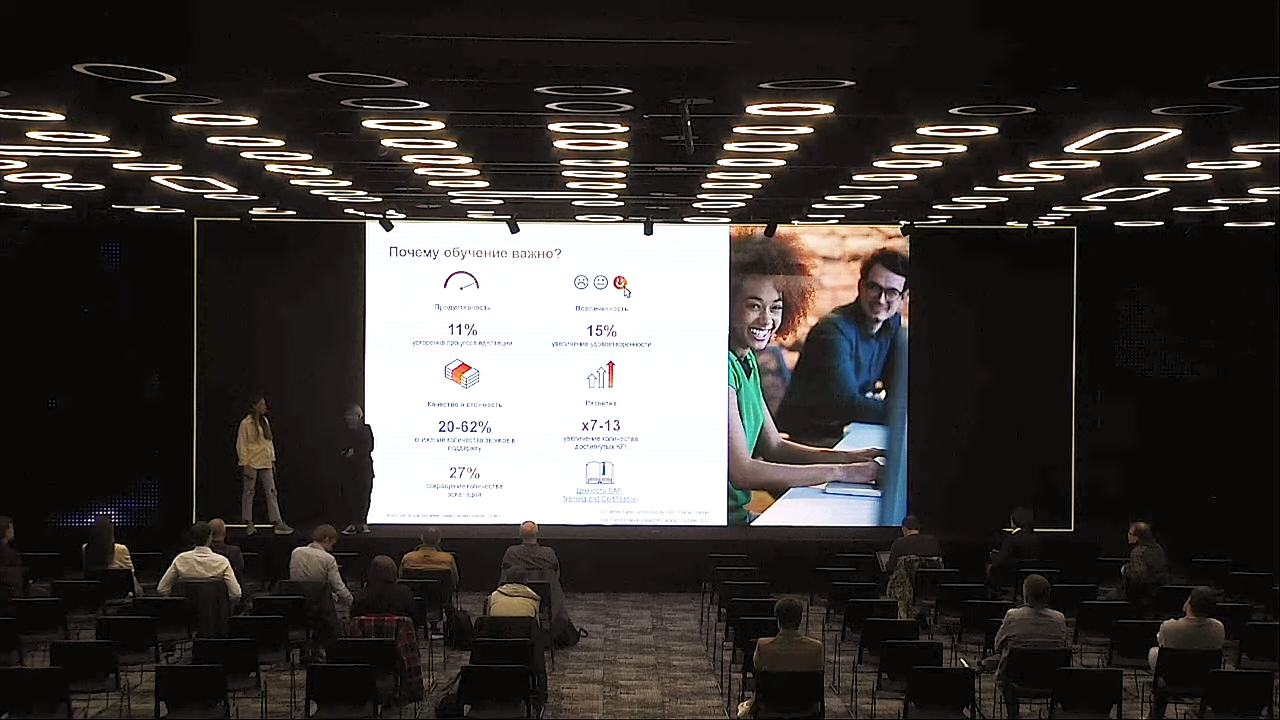 Почему обучение важно?
Продуктивность
11%
ускорение процесса адаптации
Вовлеченность
15%
увеличение удовлетворенности
Качество и стоимость
20-62%
снижение количества звонков в
поддержку
27%
сокращение количества
эскалаций
Развитие
x7-13
увеличение количества
достигнутых KPI
Ценность SAP
Training and Certification